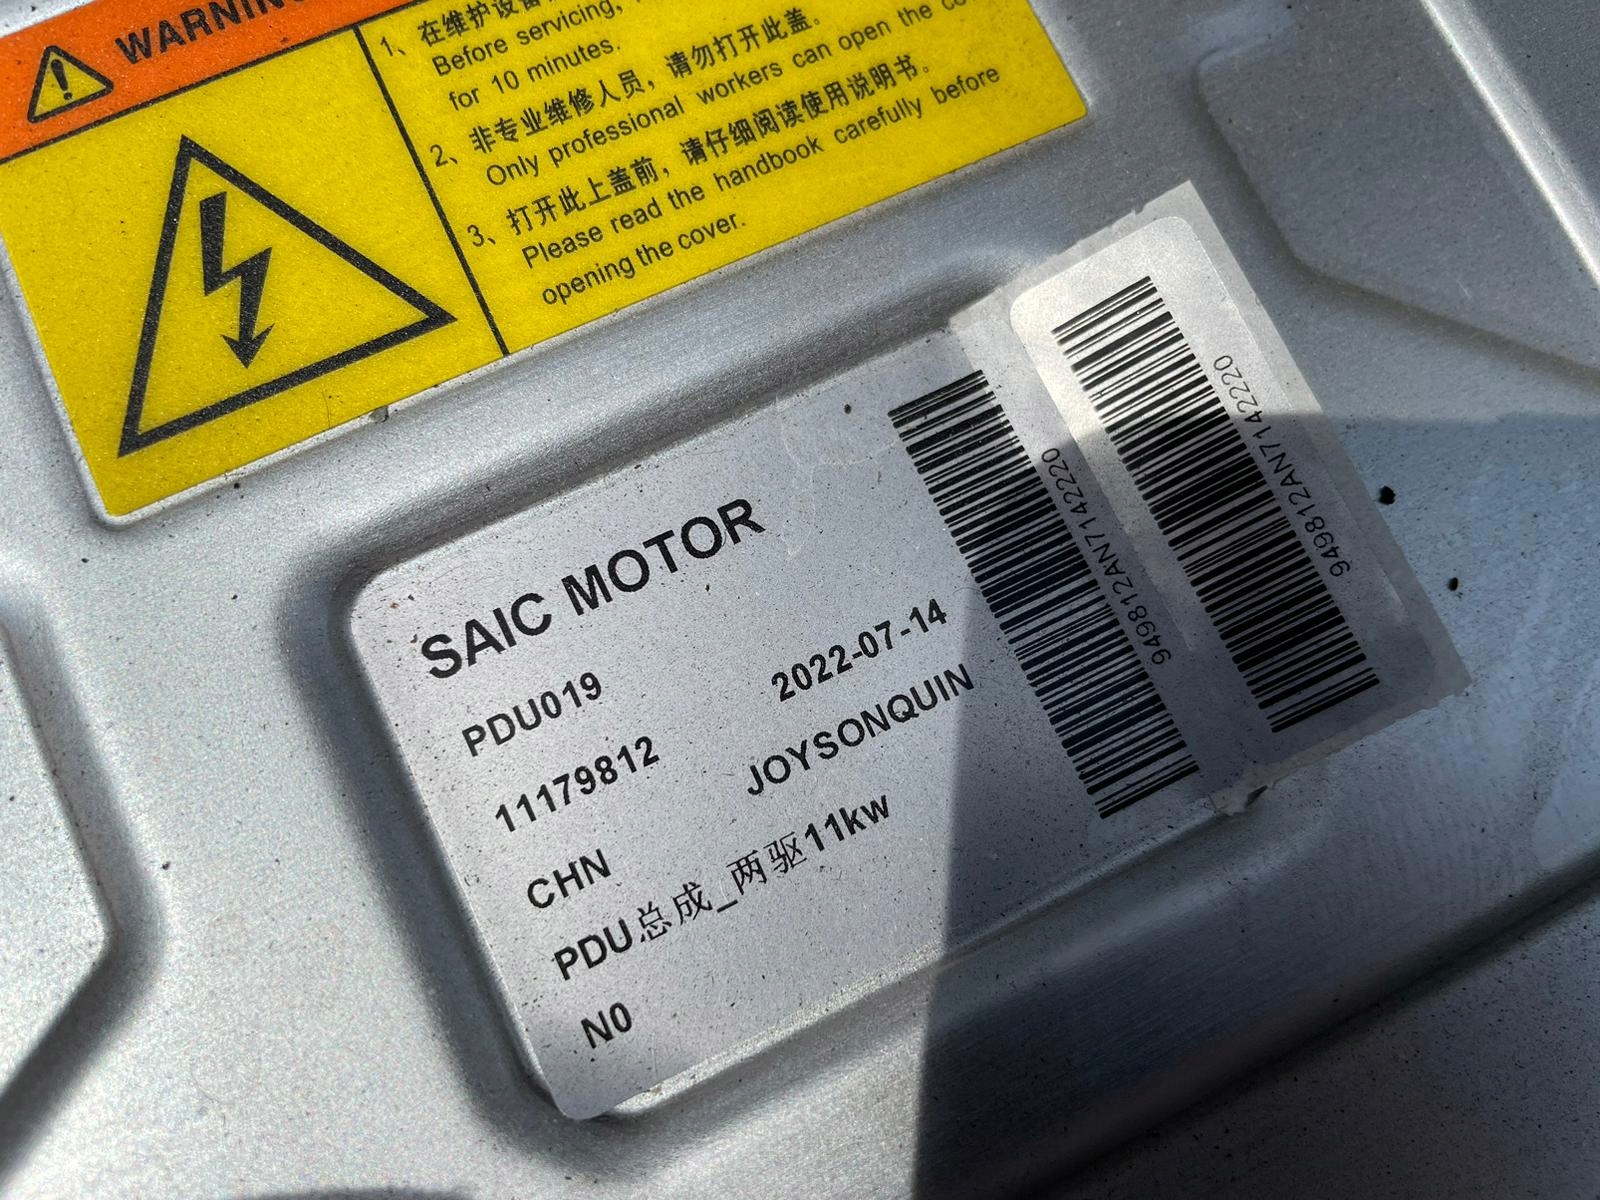 WARNING
1、在维护设备
Before servicing,
for 10 minutes.
2、非专业维修人员，请勿打开此盖。
Only professional workers can open the
3、打开此上盖前，请仔细阅读使用说明书。
Please read the handbook carefully before
opening the cover.
SAIC MOTOR
PDU019 2022-07-14
11179812 JOYSONQUIN
CHN
PDU总成_两驱11kw
N0
949812AN7142220
949812AN7142220